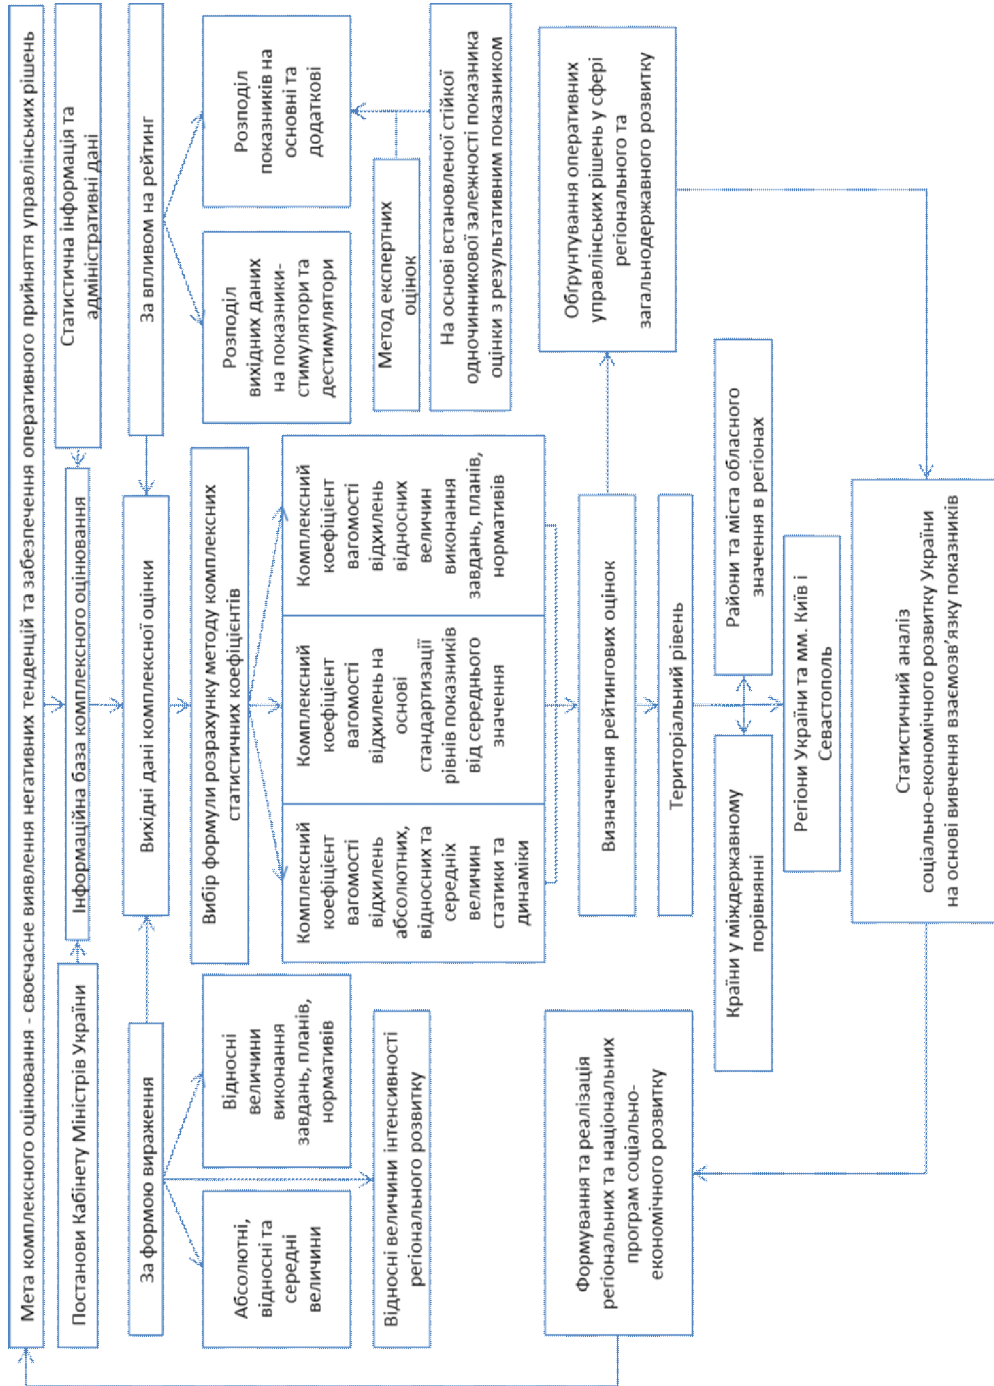 Мета комплексного оцінювання - своєчасне виявлення негативних тенденцій та забезпечення оперативного прийняття управлінських рішень
Постанови Кабінету Міністрів України
Інформаційна база комплексного оцінювання
Статистична інформація та
адміністративні дані
За формою вираження
Вихідні дані комплексної оцінки
За впливом на рейтинг
Абсолютні,
відносні та
середні
величини
Відносні
величини
виконання
завдань, планів,
нормативів
Вибір формули розрахунку методу комплексних
статистичних коефіцієнтів
Розподіл
вихідних даних
на показники-
стимулятори та
дестимулятори
Розподіл
показників на
основні та
додаткові
Відносні величини інтенсивності
регіонального розвитку
Комплексний
коефіцієнт
вагомості
відхилень
абсолютних,
відносних та
середніх
величин
статики та
динаміки
Комплексний
коефіцієнт
вагомості
відхилень на
основі
стандартизації
рівнів показників
від середнього
значення
Комплексний
коефіцієнт
вагомості
відхилень
відносних
величин
виконання
завдань, планів,
нормативів
Метод експертних
оцінок
На основі встановленої стійкої
одночинникової залежності показника
оцінки з результативним показником
Формування та реалізація
регіональних та національних
програм соціально-
економічного розвитку
Визначення рейтингових оцінок
Обґрунтування оперативних
управлінських рішень у сфері
регіонального та
загальнодержавного розвитку
Територіальний рівень
Країни у міждержавному
порівнянні
Райони та міста обласного
значення в регіонах
Регіони України та мм. Київ і
Севастополь
Статистичний аналіз
соціально-економічного розвитку України
на основі вивчення взаємозв’язку показників